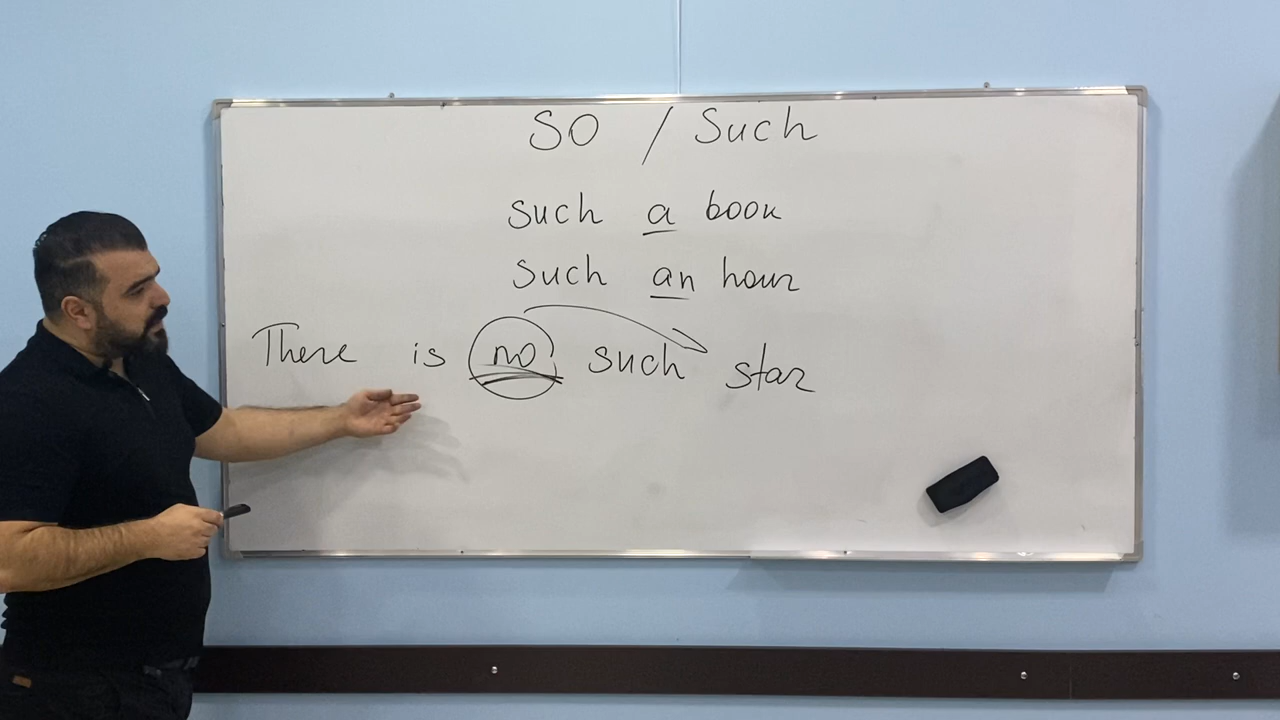 SO / Such
such a book
such an hour
There is no such star